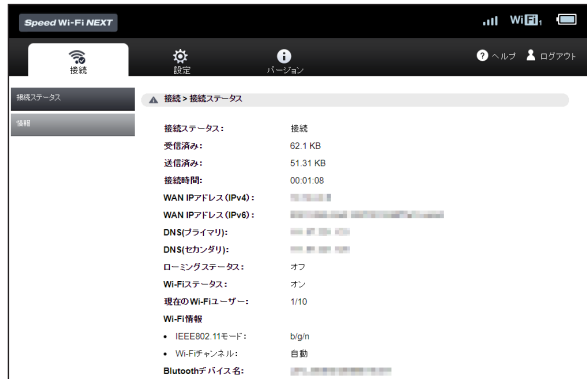 Speed Wi-Fi NEXT
WiFi 1
接続
設定
バージョン
ヘルプ
ログアウト
接続ステータス
情報
接続 > 接続ステータス
接続ステータス: 接続
受信済み: 62.1 KB
送信済み: 51.31 KB
接続時間: 00:01:08
WAN IPアドレス(IPv4):
WAN IPアドレス(IPv6):
DNS(プライマリ):
DNS(セカンダリ):
ローミングステータス: オフ
Wi-Fiステータス: オン
現在のWi-Fiユーザー: 1/10
Wi-Fi情報
• IEEE802.11モード: b/g/n
• Wi-Fiチャンネル: 自動
Blutoothデバイス名: